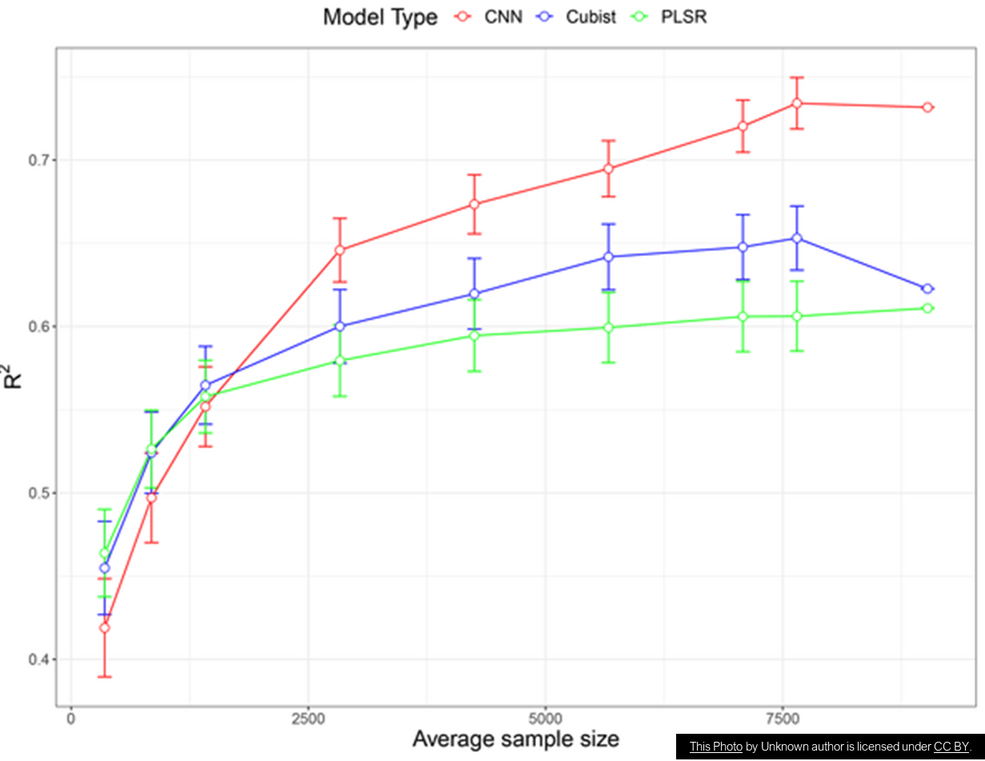 Model Type CNN Cubist PLSR
0.7
0.6
R2
0.5
0.4
0 2500 5000 7500
Average sample size
This Photo by Unknown author is licensed under CC BY.